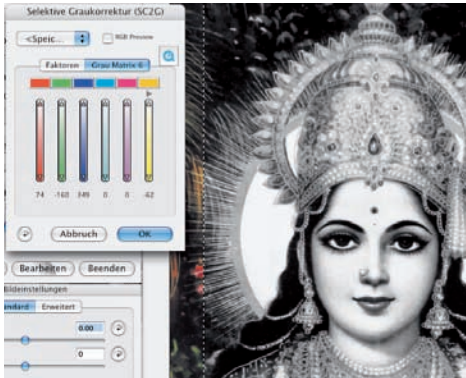 Selektive Graukorrektur (SC2G)
<Speic...
RGB Preview
Faktoren Grau Matrix 6
74 -160 349 0 0 -62
Abbruch OK
Bearbeiten Beenden
Bildeinstellungen
andard Erweitert
0.00
0